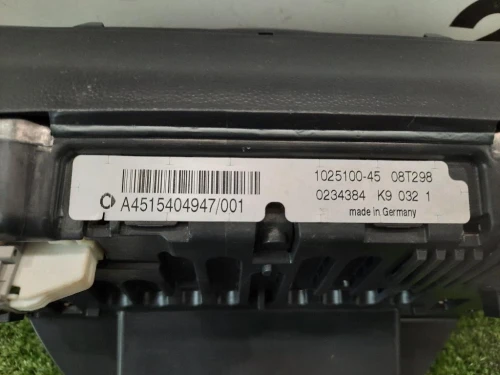 A4515404947/001
1025100-45 08T298
0234384 K9 032 1
made in Germany